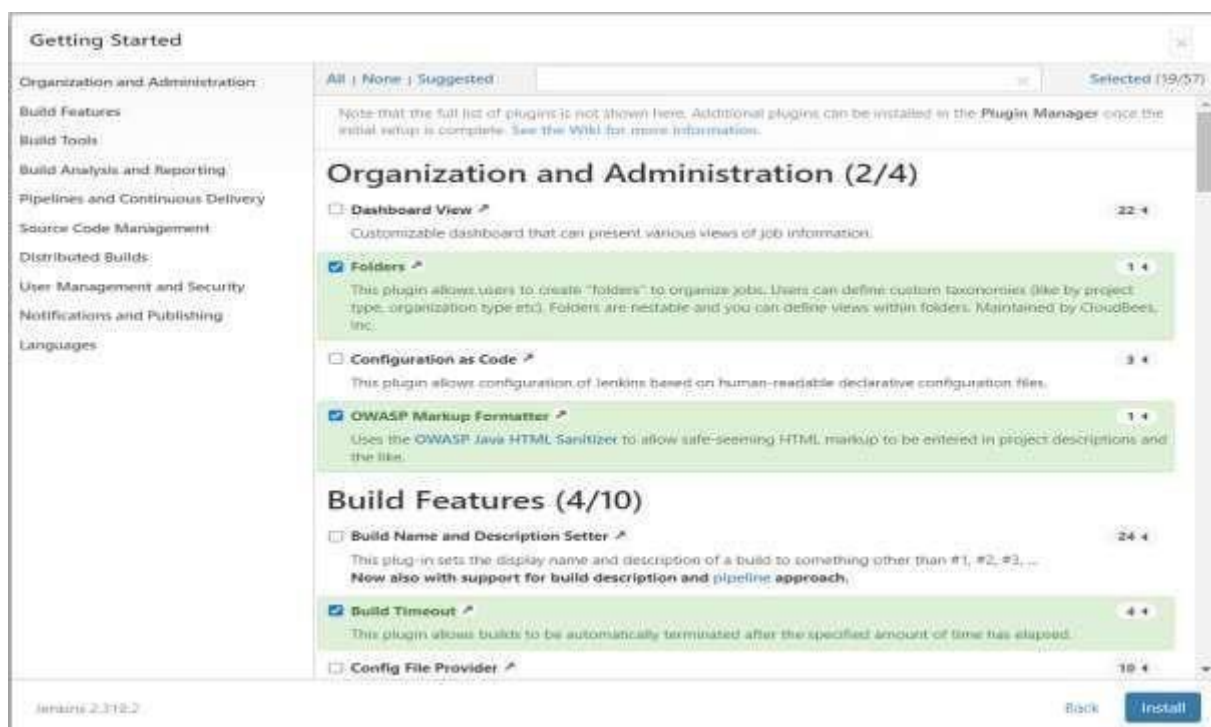 Getting Started
Organization and Administration
Build Features
Build Tools
Build Analysis and Reporting
Pipelines and Continuous Delivery
Source Code Management
Distributed Builds
User Management and Security
Notifications and Publishing
Languages
All | None | Suggested
Selected (19/57)
Note that the full list of plugins is not shown here. Additional plugins can be installed in the Plugin Manager once the
initial setup is complete. See the Wiki for more information.
Organization and Administration (2/4)
Dashboard View 22
Customizable dashboard that can present various views of job information.
Folders 1
This plugin allows users to create "folders" to organize jobs. Users can define custom taxonomies (like by project
type, organization type etc). Folders are nestable and you can define views within folders. Maintained by CloudBees,
Inc.
Configuration as Code 3
This plugin allows configuration of Jenkins based on human-readable declarative configuration files.
OWASP Markup Formatter 1
Uses the OWASP Java HTML Sanitizer to allow safe-seeming HTML markup to be entered in project descriptions and
the like.
Build Features (4/10)
Build Name and Description Setter 24
This plug-in sets the display name and description of a build to something other than #1, #2, #3, ...
Now also with support for build description and pipeline approach.
Build Timeout 4
This plugin allows builds to be automatically terminated after the specified amount of time has elapsed.
Config File Provider 10
Jenkins 2.319.2
Back
Install